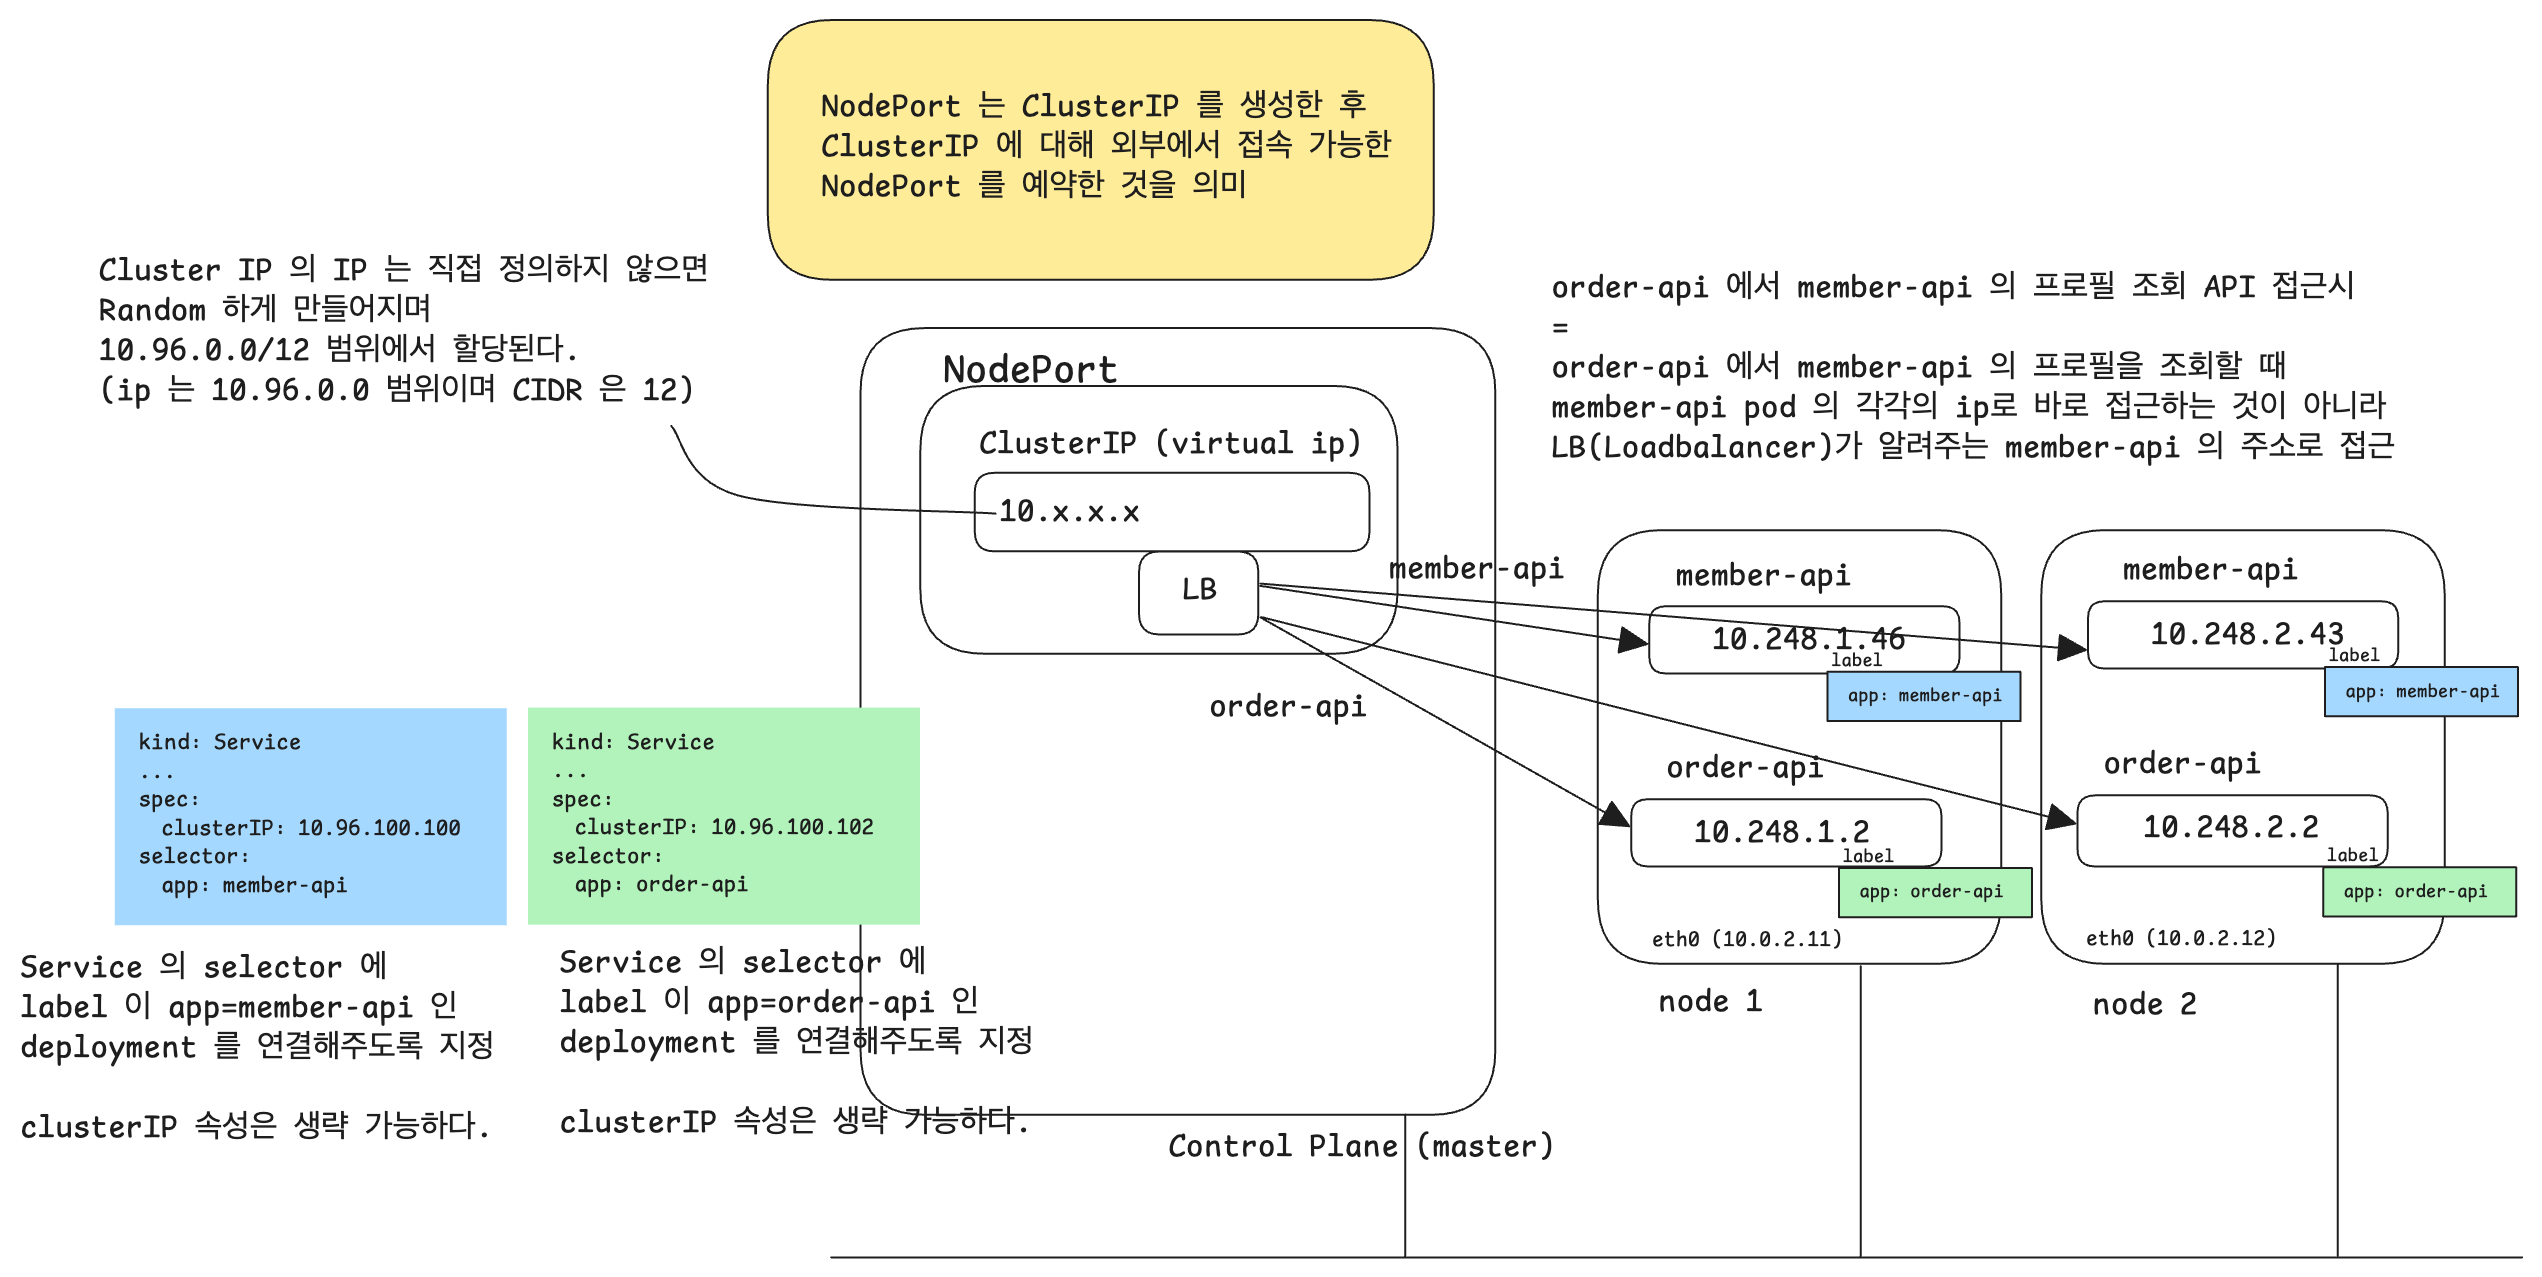 NodePort 는 ClusterIP 를 생성한 후
ClusterIP 에 대해 외부에서 접속 가능한
NodePort 를 예약한 것을 의미
Cluster IP 의 IP 는 직접 정의하지 않으면
Random 하게 만들어지며
10.96.0.0/12 범위에서 할당된다.
(ip 는 10.96.0.0 범위이며 CIDR 은 12)
order-api 에서 member-api 의 프로필 조회 API 접근시
=
order-api 에서 member-api 의 프로필을 조회할 때
member-api pod 의 각각의 ip로 바로 접근하는 것이 아니라
LB(Loadbalancer)가 알려주는 member-api 의 주소로 접근
NodePort
ClusterIP (virtual ip)
10.x.x.x
LB
member-api
order-api
member-api
10.248.1.46
label
app: member-api
order-api
10.248.1.2
label
app: order-api
eth0 (10.0.2.11)
node 1
member-api
10.248.2.43
label
app: member-api
order-api
10.248.2.2
label
app: order-api
eth0 (10.0.2.12)
node 2
kind: Service
...
spec:
clusterIP: 10.96.100.100
selector:
app: member-api
Service 의 selector 에
label 이 app=member-api 인
deployment 를 연결해주도록 지정
clusterIP 속성은 생략 가능하다.
kind: Service
...
spec:
clusterIP: 10.96.100.102
selector:
app: order-api
Service 의 selector 에
label 이 app=order-api 인
deployment 를 연결해주도록 지정
clusterIP 속성은 생략 가능하다.
Control Plane (master)